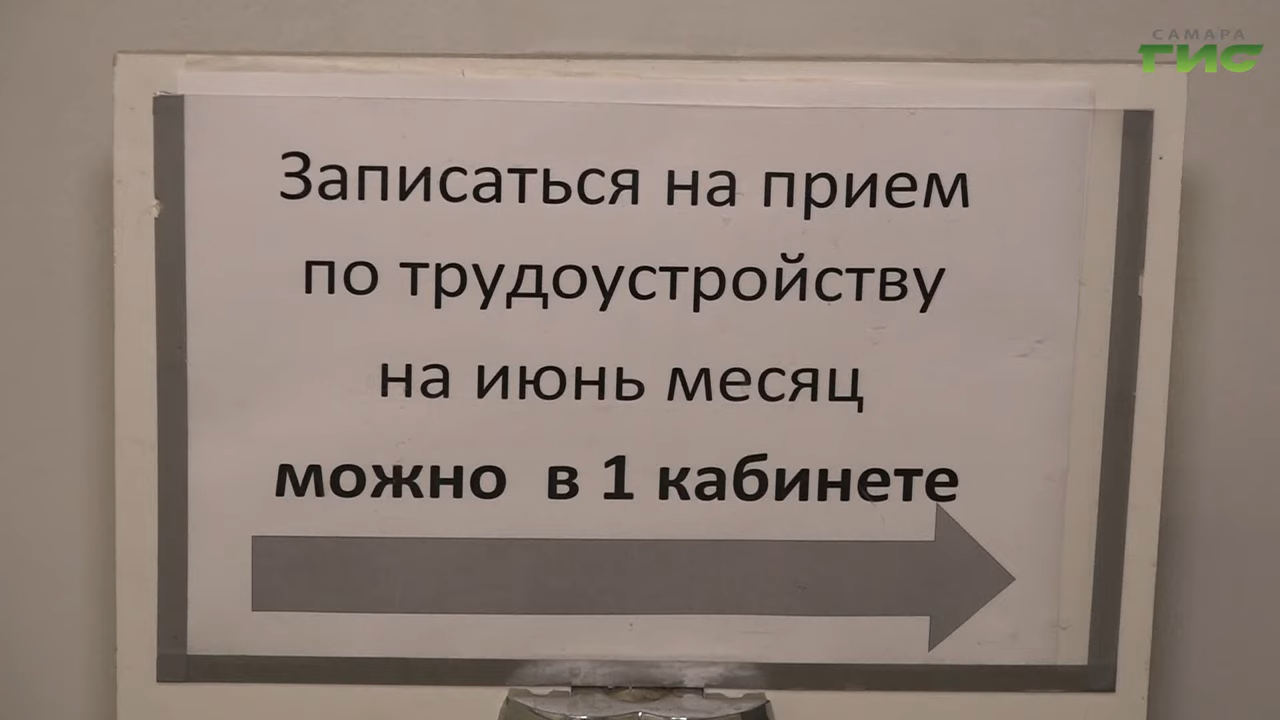 САМАРА
ГИС
Записаться на прием
по трудоустройству
на июнь месяц
можно в 1 кабинете